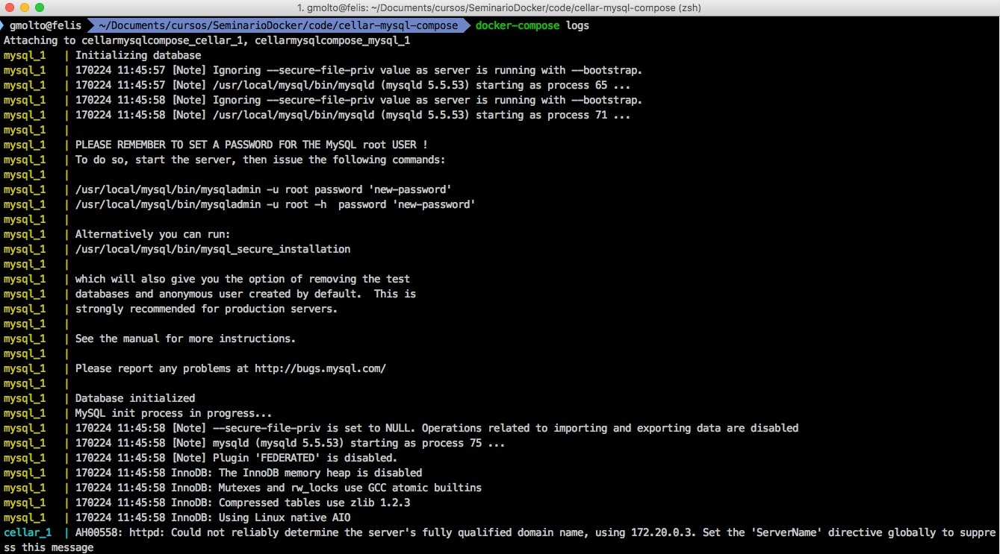 1. gmolto@felis: ~/Documents/cursos/SeminarioDocker/code/cellar-mysql-compose (zsh)
gmolto@felis ~/Documents/cursos/SeminarioDocker/code/cellar-mysql-compose docker-compose logs
Attaching to cellarmysqlcompose_cellar_1, cellarmysqlcompose_mysql_1
mysql_1 | Initializing database
mysql_1 | 170224 11:45:57 [Note] Ignoring --secure-file-priv value as server is running with --bootstrap.
mysql_1 | 170224 11:45:57 [Note] /usr/local/mysql/bin/mysqld (mysqld 5.5.53) starting as process 65 ...
mysql_1 | 170224 11:45:58 [Note] Ignoring --secure-file-priv value as server is running with --bootstrap.
mysql_1 | 170224 11:45:58 [Note] /usr/local/mysql/bin/mysqld (mysqld 5.5.53) starting as process 71 ...
mysql_1 |
mysql_1 | PLEASE REMEMBER TO SET A PASSWORD FOR THE MySQL root USER !
mysql_1 | To do so, start the server, then issue the following commands:
mysql_1 |
mysql_1 | /usr/local/mysql/bin/mysqladmin -u root password 'new-password'
mysql_1 | /usr/local/mysql/bin/mysqladmin -u root -h  password 'new-password'
mysql_1 |
mysql_1 | Alternatively you can run:
mysql_1 | /usr/local/mysql/bin/mysql_secure_installation
mysql_1 |
mysql_1 | which will also give you the option of removing the test
mysql_1 | databases and anonymous user created by default.  This is
mysql_1 | strongly recommended for production servers.
mysql_1 |
mysql_1 | See the manual for more instructions.
mysql_1 |
mysql_1 | Please report any problems at http://bugs.mysql.com/
mysql_1 |
mysql_1 | Database initialized
mysql_1 | MySQL init process in progress...
mysql_1 | 170224 11:45:58 [Note] --secure-file-priv is set to NULL. Operations related to importing and exporting data are disabled
mysql_1 | 170224 11:45:58 [Note] mysqld (mysqld 5.5.53) starting as process 75 ...
mysql_1 | 170224 11:45:58 [Note] Plugin 'FEDERATED' is disabled.
mysql_1 | 170224 11:45:58 InnoDB: The InnoDB memory heap is disabled
mysql_1 | 170224 11:45:58 InnoDB: Mutexes and rw_locks use GCC atomic builtins
mysql_1 | 170224 11:45:58 InnoDB: Compressed tables use zlib 1.2.3
mysql_1 | 170224 11:45:58 InnoDB: Using Linux native AIO
cellar_1 | AH00558: httpd: Could not reliably determine the server's fully qualified domain name, using 172.20.0.3. Set the 'ServerName' directive globally to suppre
ss this message